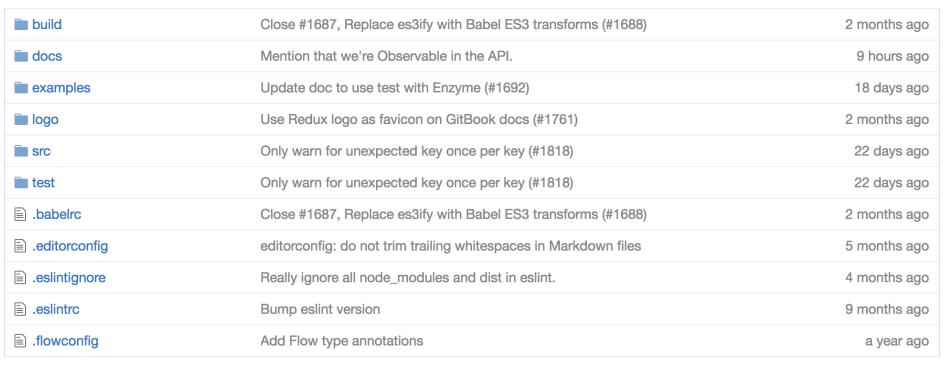 build Close #1687, Replace es3ify with Babel ES3 transforms (#1688) 2 months ago
docs Mention that we're Observable in the API. 9 hours ago
examples Update doc to use test with Enzyme (#1692) 18 days ago
logo Use Redux logo as favicon on GitBook docs (#1761) 2 months ago
src Only warn for unexpected key once per key (#1818) 22 days ago
test Only warn for unexpected key once per key (#1818) 22 days ago
.babelrc Close #1687, Replace es3ify with Babel ES3 transforms (#1688) 2 months ago
.editorconfig editorconfig: do not trim trailing whitespaces in Markdown files 5 months ago
.eslintignore Really ignore all node_modules and dist in eslint. 4 months ago
.eslintrc Bump eslint version 9 months ago
.flowconfig Add Flow type annotations a year ago